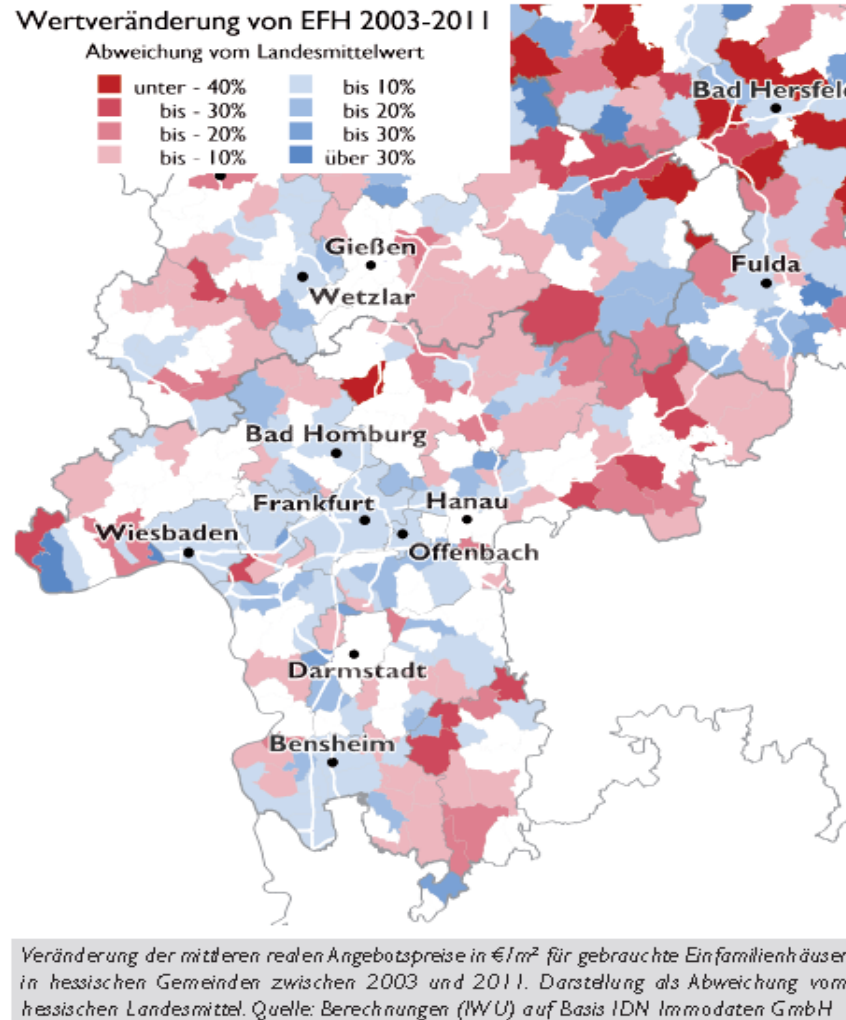 Wertveränderung von EFH 2003-2011
Abweichung vom Landesmittelwert
unter - 40%
bis 10%
bis - 30%
bis 20%
bis - 20%
bis 30%
bis - 10%
über 30%
Bad Hersfeld
Gießen
Wetzlar
Fulda
Bad Homburg
Frankfurt
Hanau
Wiesbaden
Offenbach
Darmstadt
Bensheim
Veränderung der mittleren realen Angebotspreise in €/m² für gebrauchte Einfamilienhäuser
in hessischen Gemeinden zwischen 2003 und 2011. Darstellung als Abweichung vom
hessischen Landesmittel. Quelle: Berechnungen (IWU) auf Basis IDN Immodaten GmbH